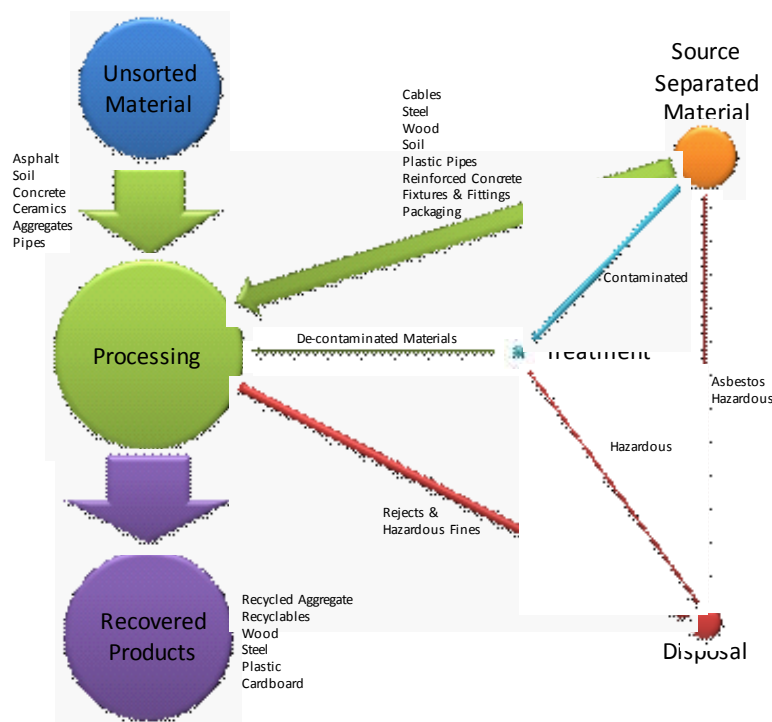 Unsorted
Material
Source
Separated
Material
Cables
Steel
Wood
Soil
Plastic Pipes
Reinforced Concrete
Fixtures & Fittings
Packaging
Asphalt
Soil
Concrete
Ceramics
Aggregates
Pipes
Contaminated
De-contaminated Materials
Processing
Treatment
Asbestos
Hazardous
Hazardous
Rejects &
Hazardous Fines
Recovered
Products
Recycled Aggregate
Recyclables
Wood
Steel
Plastic
Cardboard
Disposal